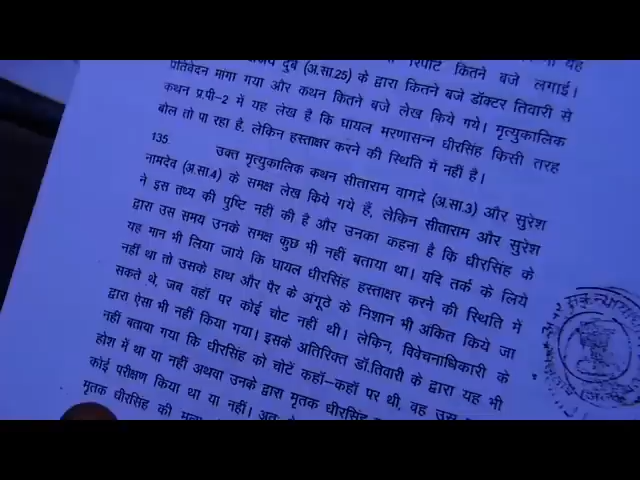 रिपोर्ट कितने बजे लगाई।
दुबे (अ.सा.25) के द्वारा कितने बजे डॉक्टर तिवारी से
प्रतिवेदन मांगा गया और कथन कितने बजे लेख किये गये। मृत्युकालिक
कथन प्र.पी-2 में यह लेख है कि घायल मरणासन्न धीरसिंह किसी तरह
बोल तो पा रहा है, लेकिन हस्ताक्षर करने की स्थिति में नहीं है।
135. उक्त मृत्युकालिक कथन सीताराम वागद्रे (अ.सा.3) और सुरेश
नामदेव (अ.सा.4) के समक्ष लेख किये गये हैं, लेकिन सीताराम और सुरेश
ने इस तथ्य की पुष्टि नहीं की है और उनका कहना है कि धीरसिंह के
द्वारा उस समय उनके समक्ष कुछ भी नहीं बताया था। यदि तर्क के लिये
यह मान भी लिया जाये कि घायल धीरसिंह हस्ताक्षर करने की स्थिति में
नहीं था तो उसके हाथ और पैर के अंगूठे के निशान भी अंकित किये जा
सकते थे, जब वहाँ पर कोई चोट नहीं थी। लेकिन, विवेचनाधिकारी के
द्वारा ऐसा भी नहीं किया गया। इसके अतिरिक्त डॉ.तिवारी के द्वारा यह भी
नहीं बताया गया कि धीरसिंह को चोटें कहाँ-कहाँ पर थी, वह उस
होश में था या नहीं अथवा उनके द्वारा मृतक धीरसिंह
कोई परीक्षण किया था या नहीं। अतः
मृतक धीरसिंह की